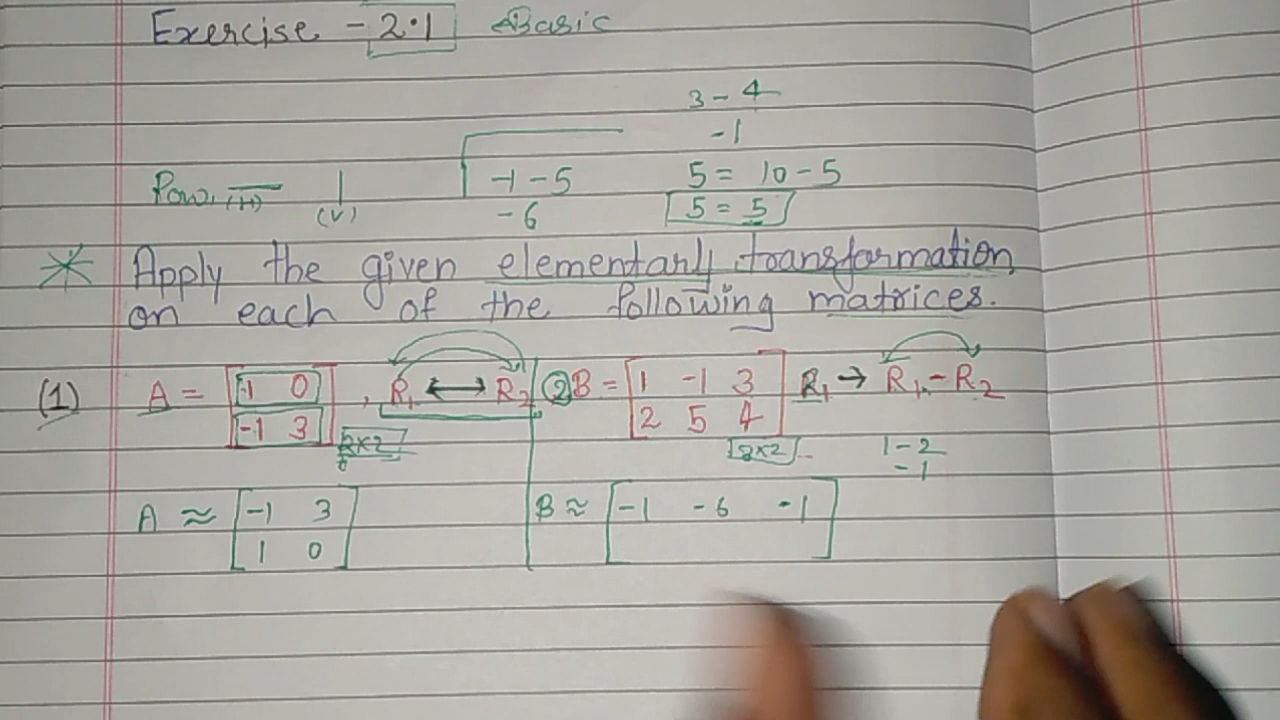 Exercise - 2.1 Basic
3 - 4
-1
Row. (H) (V)
-1 - 5
-6
5 = 10 - 5
5 = 5
* Apply the given elementary transformation
on each of the following matrices.
(1) A = [1 0 , R1 ↔ R2
-1 3]
2×2
A ≈ [-1 3
1 0]
② B = [1 -1 3 R1 → R1 - R2
2 5 4]
1 - 2
-1
B ≈ [-1 -6 -1]